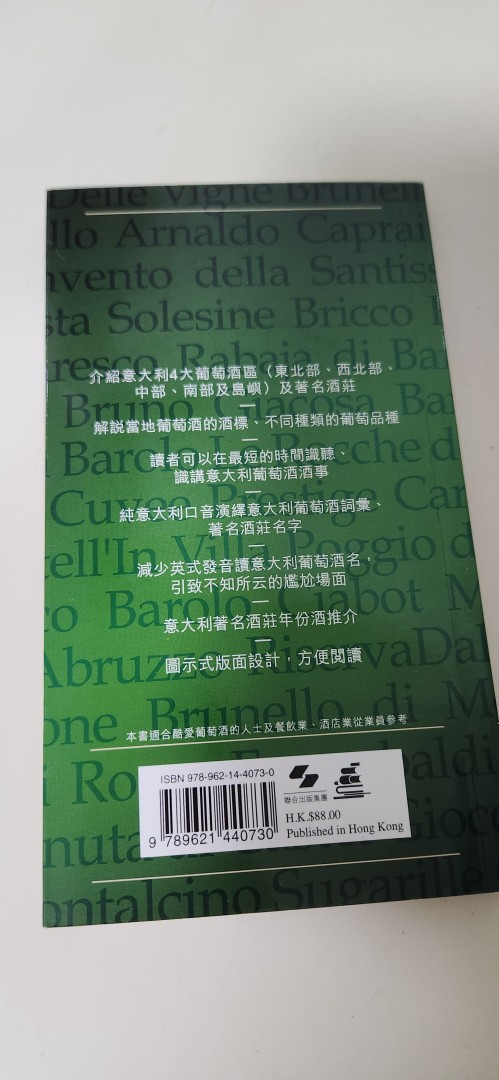 Delle Vigne Brunell
llo Arnaldo Caprai
nvento della Santiss
sta Solesine Bricco
介紹意大利4大葡萄酒區（東北部、西北部、
中部、南部及島嶼）及著名酒莊
解說當地葡萄酒的酒標、不同種類的葡萄品種
讀者可以在最短的時間識聽、
識講意大利葡萄酒酒事
純意大利口音演繹意大利葡萄酒詞彙、
著名酒莊名字
減少英式發音讀意大利葡萄酒名，
引致不知所云的尷尬場面
意大利著名酒莊年份酒推介
圖示式版面設計，方便閱讀
one Brunello di M
本書適合酷愛葡萄酒的人士及餐飲業、酒店業從業員參考
ISBN 978-962-14-4073-0
9 789621 440730
聯合出版集團
H.K.$88.00
Published in Hong Kong
ontalcino Sugarille